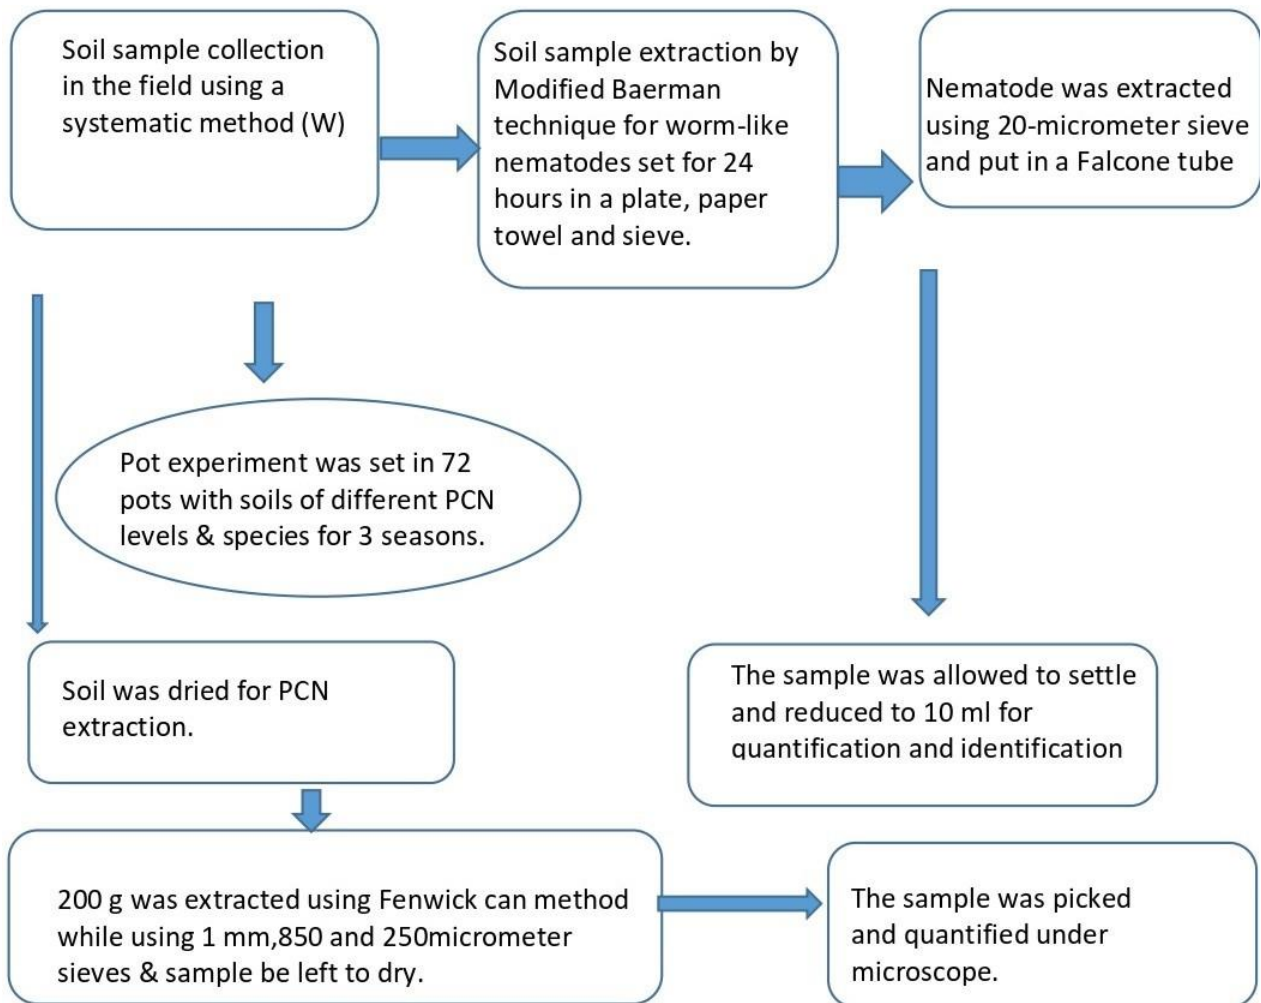 Soil sample collection
in the field using a
systematic method (W)
Soil sample extraction by
Modified Baerman
technique for worm-like
nematodes set for 24
hours in a plate, paper
towel and sieve.
Nematode was extracted
using 20-micrometer sieve
and put in a Falcone tube
Pot experiment was set in 72
pots with soils of different PCN
levels & species for 3 seasons.
Soil was dried for PCN
extraction.
The sample was allowed to settle
and reduced to 10 ml for
quantification and identification
200 g was extracted using Fenwick can method
while using 1 mm,850 and 250micrometer
sieves & sample be left to dry.
The sample was picked
and quantified under
microscope.